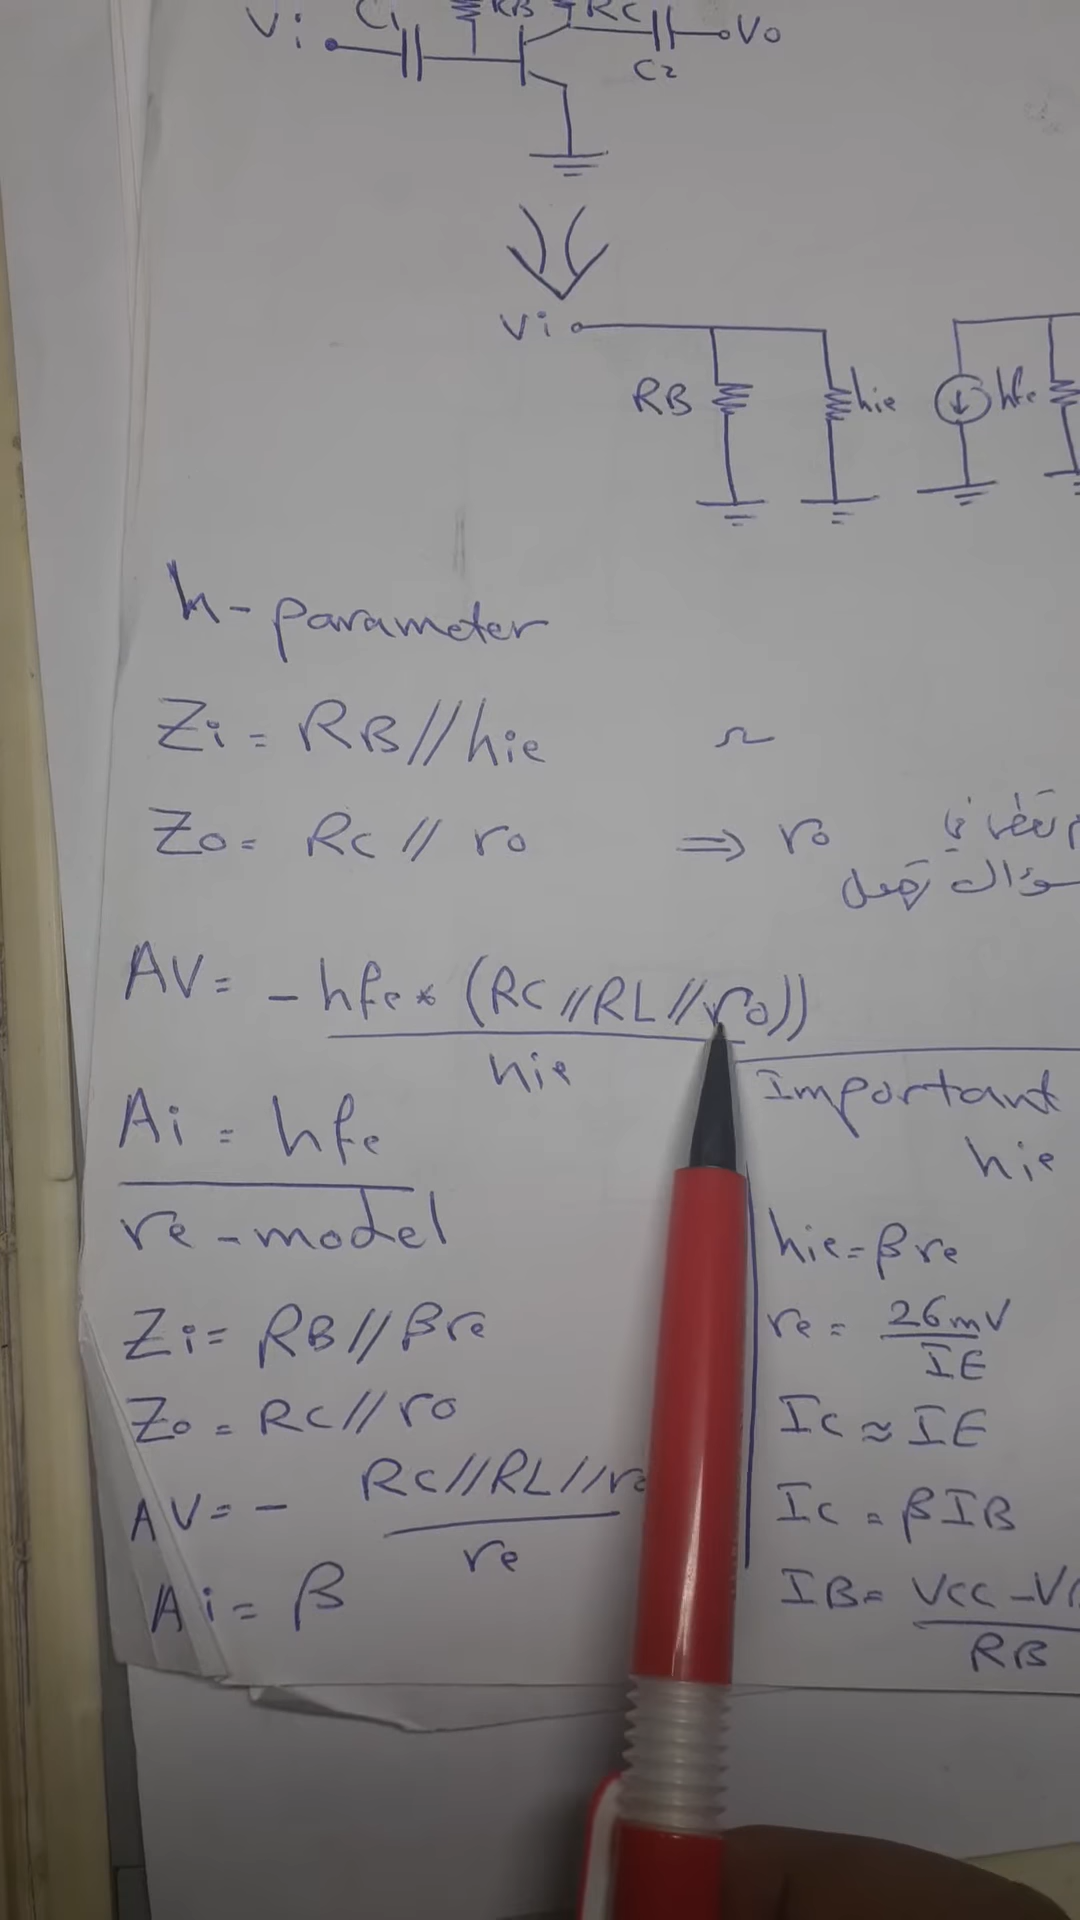 Vi C1 RB RC C2 Vo
Vi
RB hie hfe
h-parameter
Zi = RB//hie
Zo = RC // ro ⇒ ro
سؤال
AV = - hfe * (RC//RL//ro))
hie
Ai = hfe
re-model
Zi = RB//βre
Zo = RC//ro
AV = - RC//RL//r
re
Ai = β
Important
hie
hie = βre
re = 26mV
IE
IC ≈ IE
IC = βIB
IB = VCC - V
RB